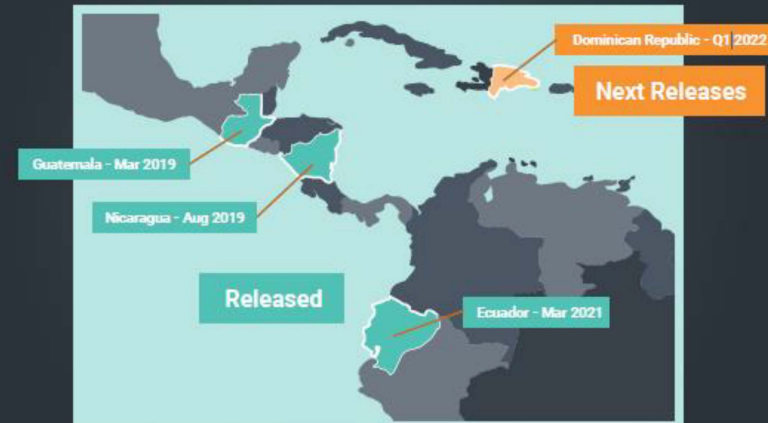 Dominican Republic - Q1 2022
Next Releases
Guatemala - Mar 2019
Nicaragua - Aug 2019
Released
Ecuador - Mar 2021